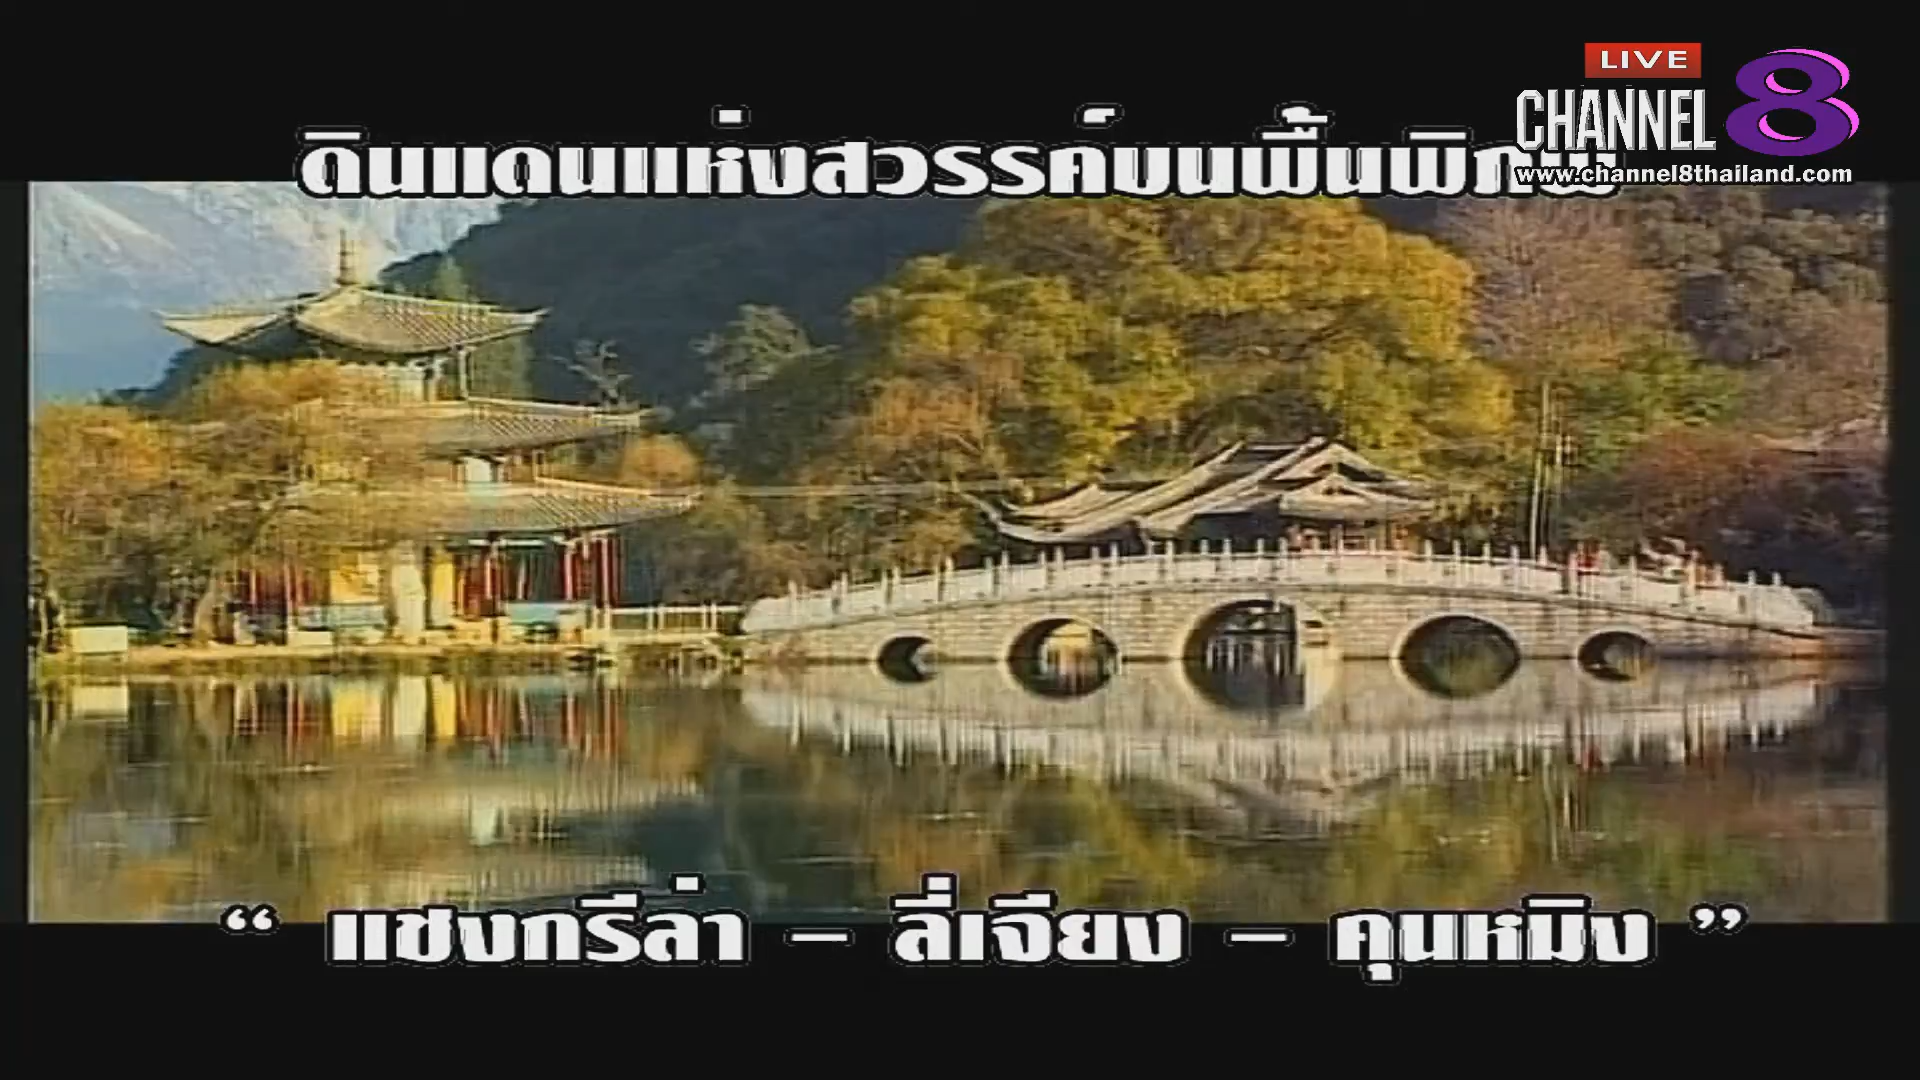 LIVE
CHANNEL 8
www.channel8thailand.com
ดินแดนแห่งสวรรค์บนพื้นพิภพ
“ แชงกรีล่า – ลี่เจียง – คุนหมิง ”